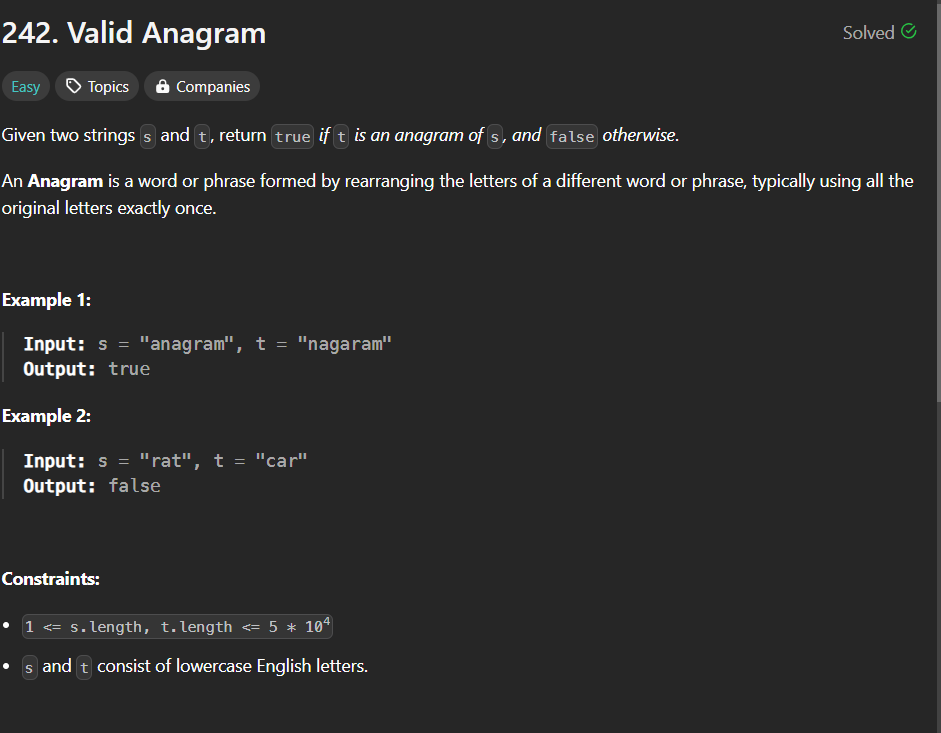 242. Valid Anagram
Solved
Easy Topics Companies
Given two strings s and t, return true if t is an anagram of s, and false otherwise.
An Anagram is a word or phrase formed by rearranging the letters of a different word or phrase, typically using all the
original letters exactly once.
Example 1:
Input: s = "anagram", t = "nagaram"
Output: true
Example 2:
Input: s = "rat", t = "car"
Output: false
Constraints:
• 1 <= s.length, t.length <= 5 * 10⁴
• s and t consist of lowercase English letters.